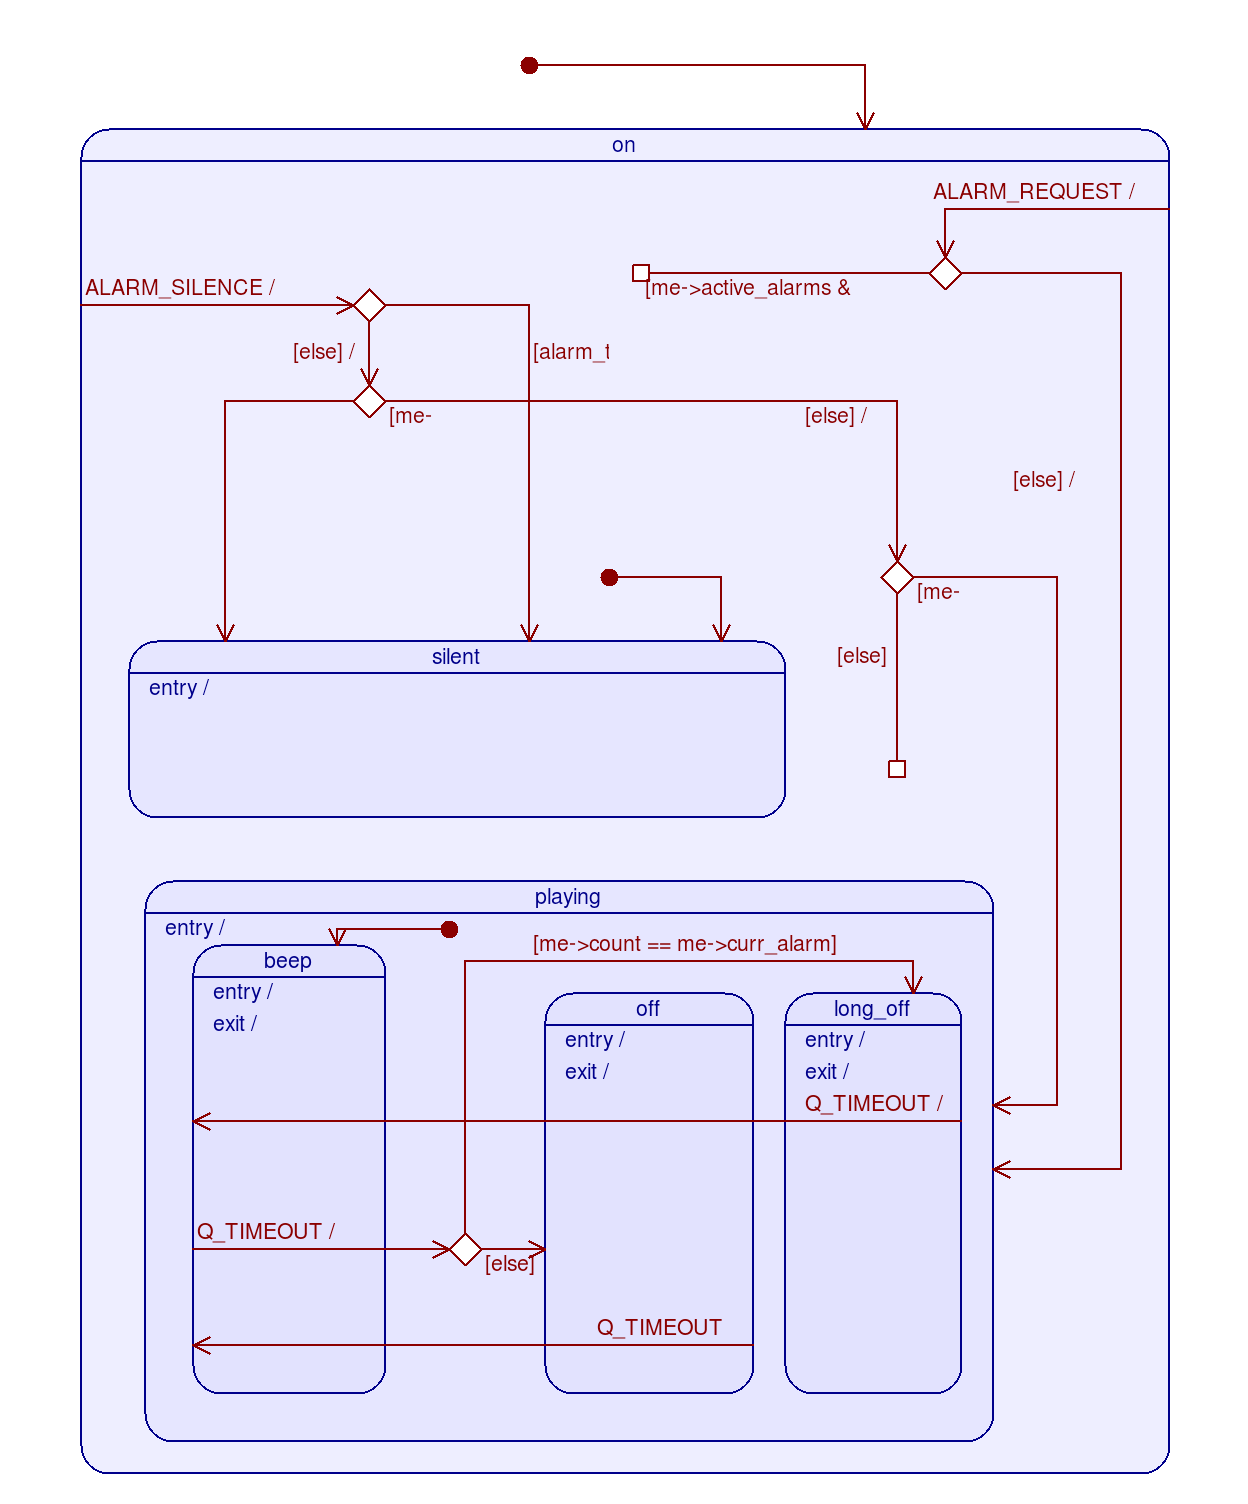 on
ALARM_REQUEST /
ALARM_SILENCE /
[me->active_alarms &
[else] /
[alarm_t
[me-
[else] /
[else] /
[me-
[else]
silent
entry /
playing
entry /
[me->count == me->curr_alarm]
beep
entry /
exit /
off
entry /
exit /
long_off
entry /
exit /
Q_TIMEOUT /
Q_TIMEOUT /
[else]
Q_TIMEOUT